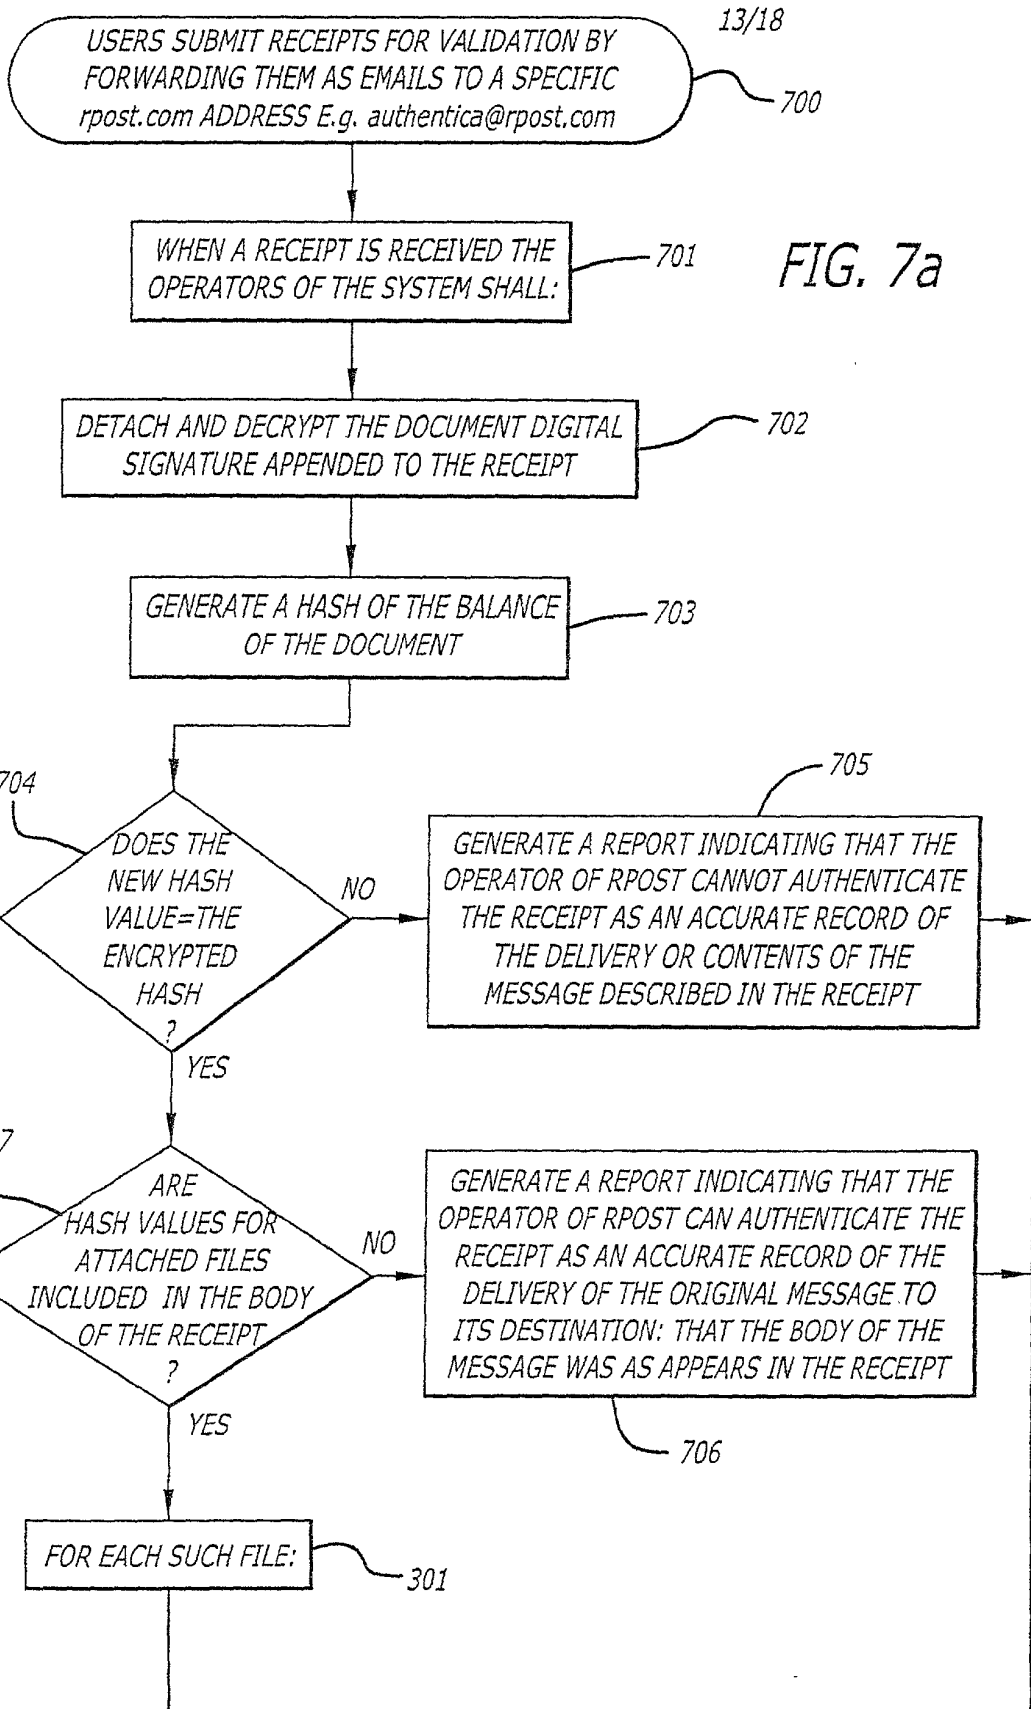 13/18
USERS SUBMIT RECEIPTS FOR VALIDATION BY
FORWARDING THEM AS EMAILS TO A SPECIFIC
rpost.com ADDRESS E.g. authentica@rpost.com
700
WHEN A RECEIPT IS RECEIVED THE
OPERATORS OF THE SYSTEM SHALL:
701
FIG. 7a
DETACH AND DECRYPT THE DOCUMENT DIGITAL
SIGNATURE APPENDED TO THE RECEIPT
702
GENERATE A HASH OF THE BALANCE
OF THE DOCUMENT
703
704
DOES THE
NEW HASH
VALUE=THE
ENCRYPTED
HASH
?
NO
YES
705
GENERATE A REPORT INDICATING THAT THE
OPERATOR OF RPOST CANNOT AUTHENTICATE
THE RECEIPT AS AN ACCURATE RECORD OF
THE DELIVERY OR CONTENTS OF THE
MESSAGE DESCRIBED IN THE RECEIPT
7
ARE
HASH VALUES FOR
ATTACHED FILES
INCLUDED IN THE BODY
OF THE RECEIPT
?
NO
YES
GENERATE A REPORT INDICATING THAT THE
OPERATOR OF RPOST CAN AUTHENTICATE THE
RECEIPT AS AN ACCURATE RECORD OF THE
DELIVERY OF THE ORIGINAL MESSAGE TO
ITS DESTINATION: THAT THE BODY OF THE
MESSAGE WAS AS APPEARS IN THE RECEIPT
706
FOR EACH SUCH FILE:
301